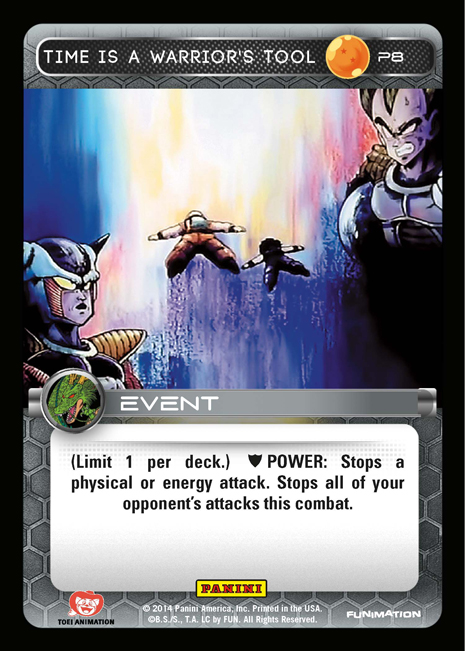 TIME IS A WARRIOR'S TOOL P8
EVENT
(Limit 1 per deck.) POWER: Stops a
physical or energy attack. Stops all of your
opponent's attacks this combat.
PANINI
TOEI ANIMATION
© 2014 Panini America, Inc. Printed in the USA.
©B.S./S., T.A. LC by FUN. All Rights Reserved.
FUNIMATION